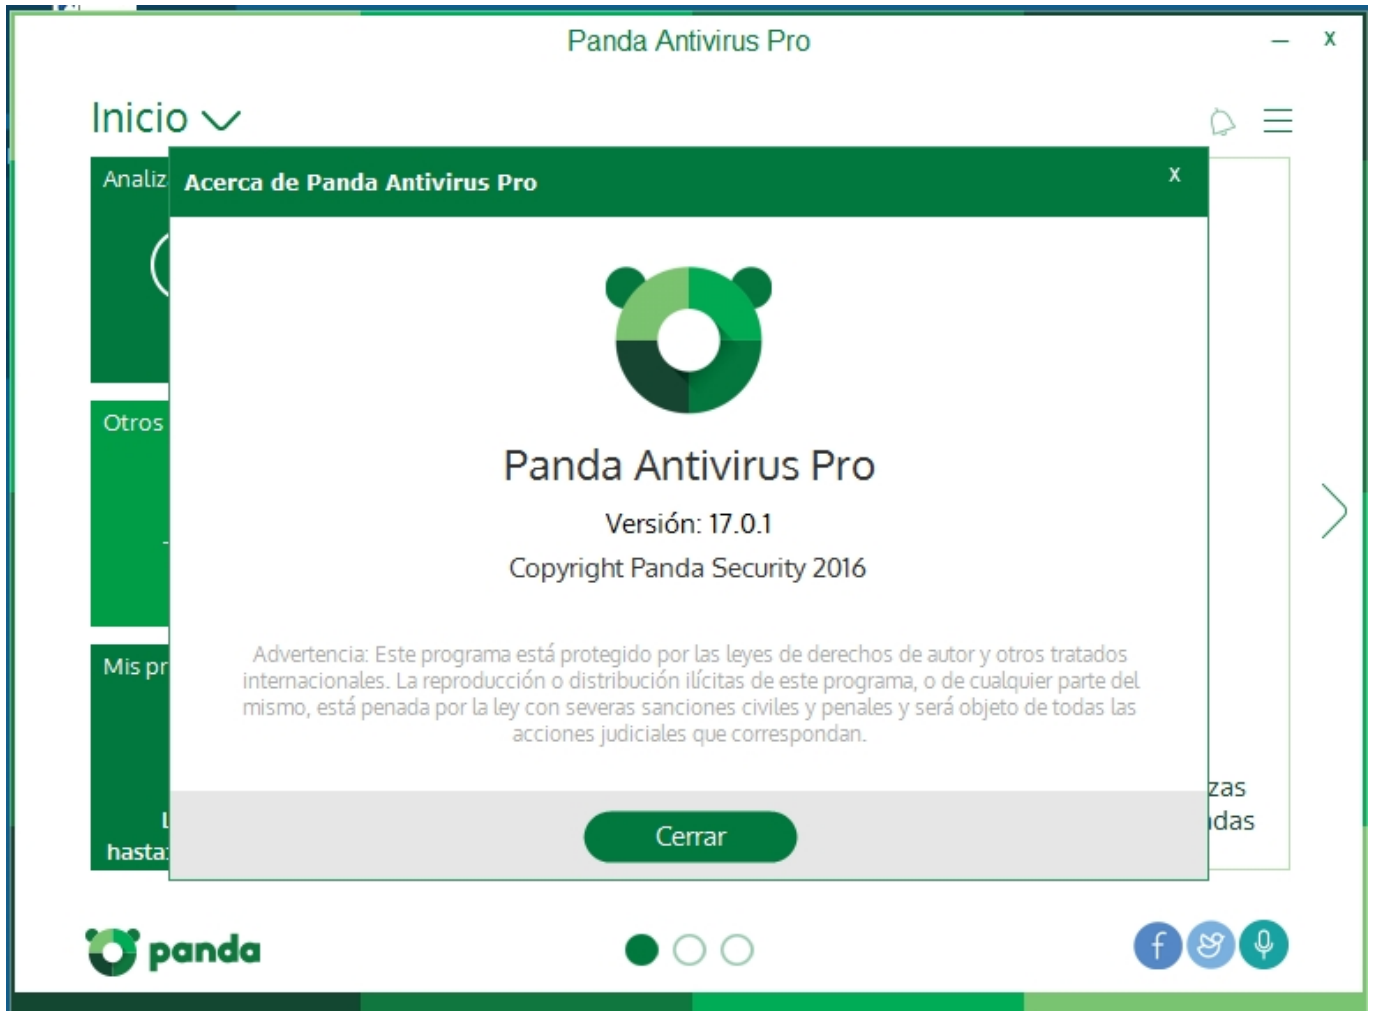 Panda Antivirus Pro
Inicio
Acerca de Panda Antivirus Pro
x
Panda Antivirus Pro
Versión: 17.0.1
Copyright Panda Security 2016
Advertencia: Este programa está protegido por las leyes de derechos de autor y otros tratados
internacionales. La reproducción o distribución ilícitas de este programa, o de cualquier parte del
mismo, está penada por la ley con severas sanciones civiles y penales y será objeto de todas las
acciones judiciales que correspondan.
Cerrar
Analiz
Otros
Mis pr
hasta:
zas
das
panda